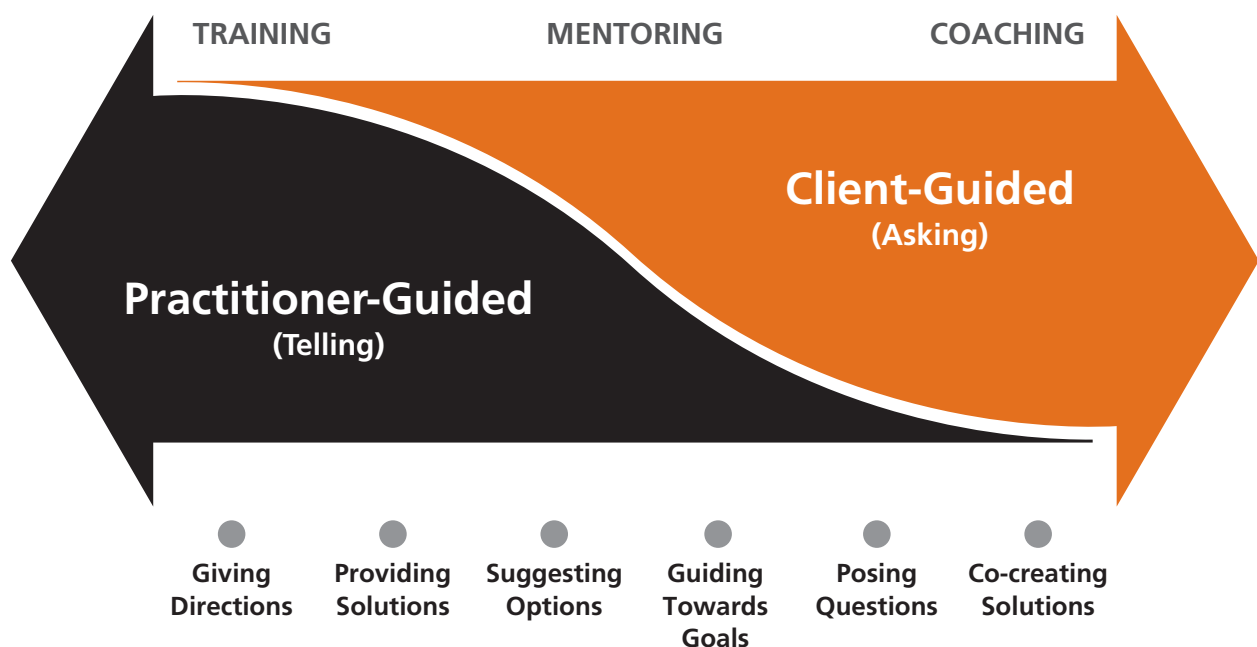 TRAINING MENTORING COACHING
Client-Guided
(Asking)
Practitioner-Guided
(Telling)
Giving
Directions
Providing
Solutions
Suggesting
Options
Guiding
Towards
Goals
Posing
Questions
Co-creating
Solutions